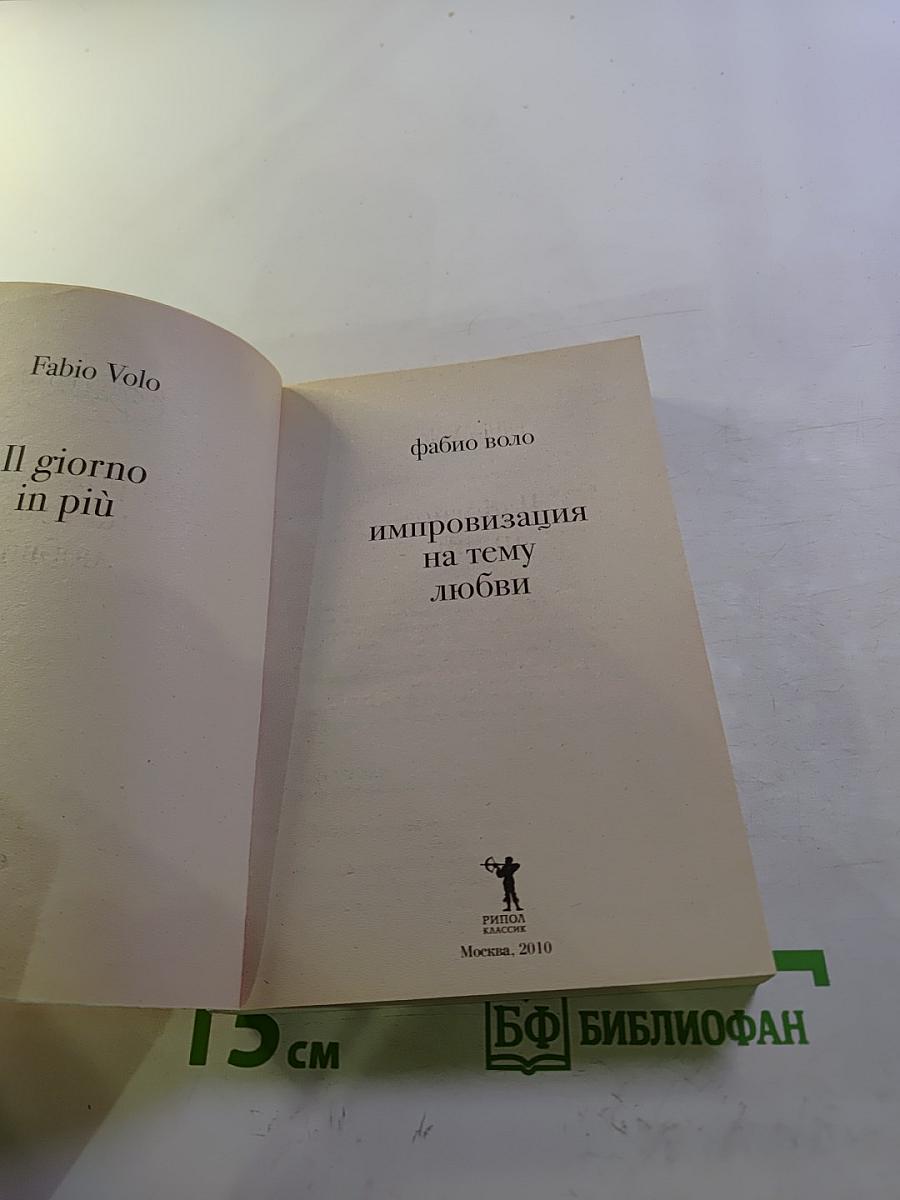 Fabio Volo
Il giorno
in più
фабио воло
импровизация
на тему
любви
РИПОЛ
КЛАССИК
Москва, 2010
15 см
БФ БИБЛИОФАН